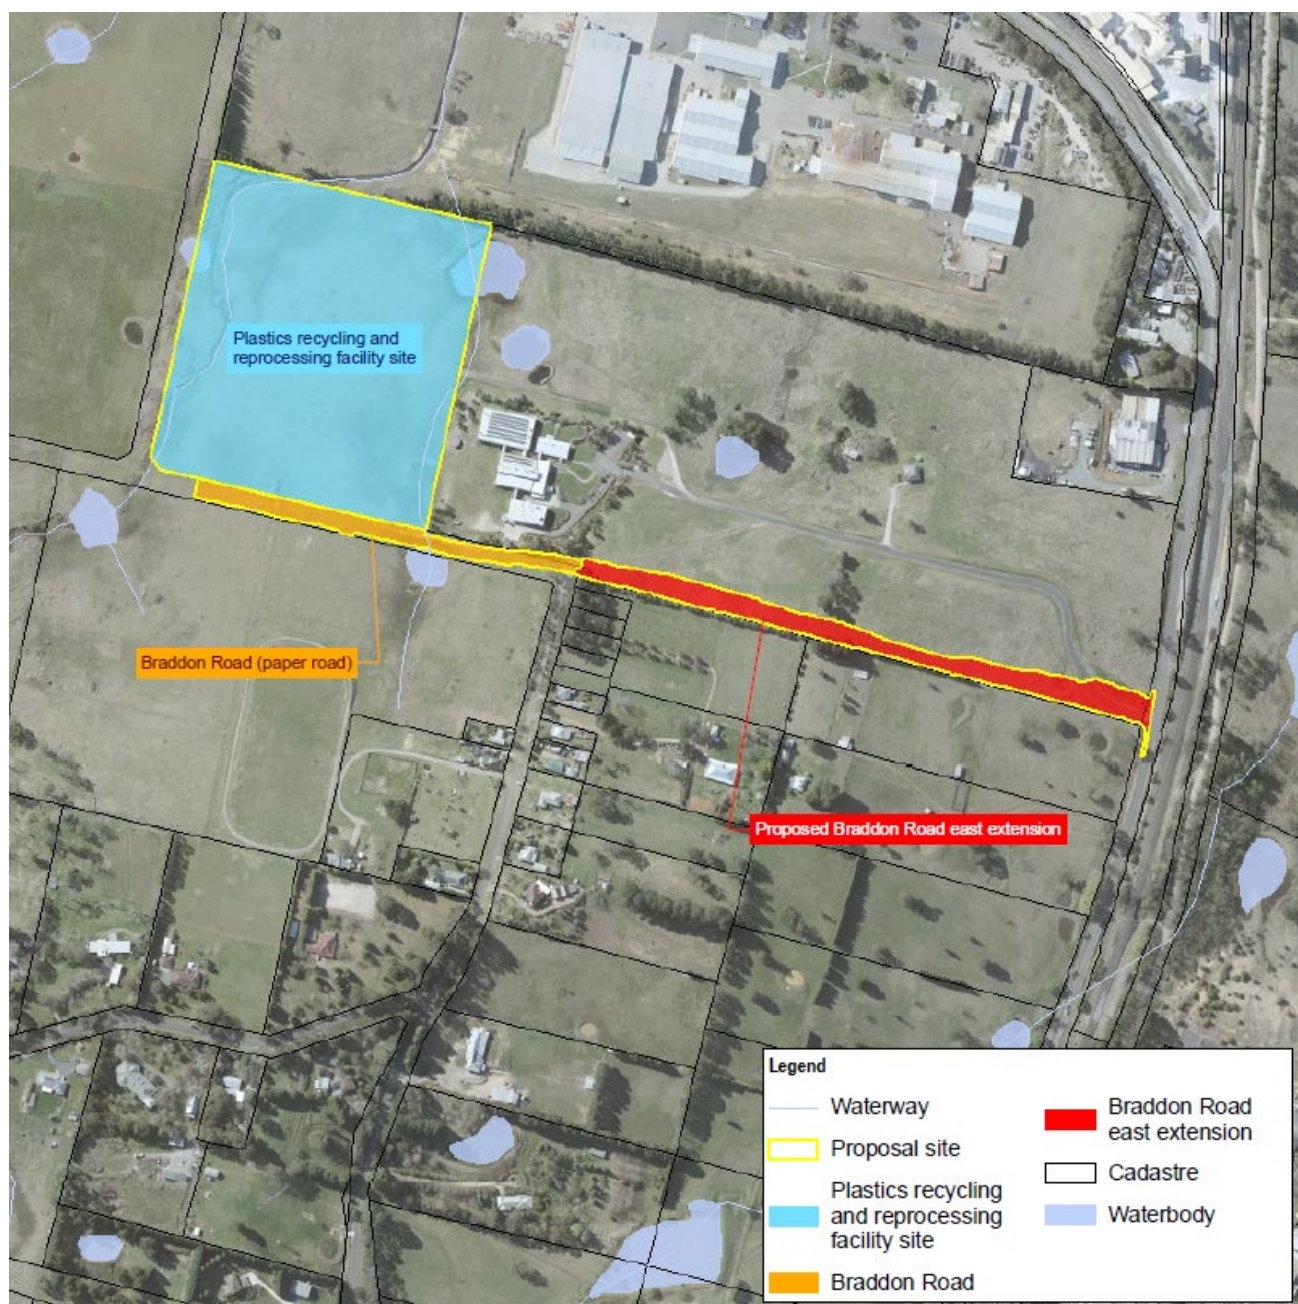 Plastics recycling and
reprocessing facility site
Braddon Road (paper road)
Proposed Braddon Road east extension
Legend
Waterway
Proposal site
Plastics recycling
and reprocessing
facility site
Braddon Road
Braddon Road
east extension
Cadastre
Waterbody